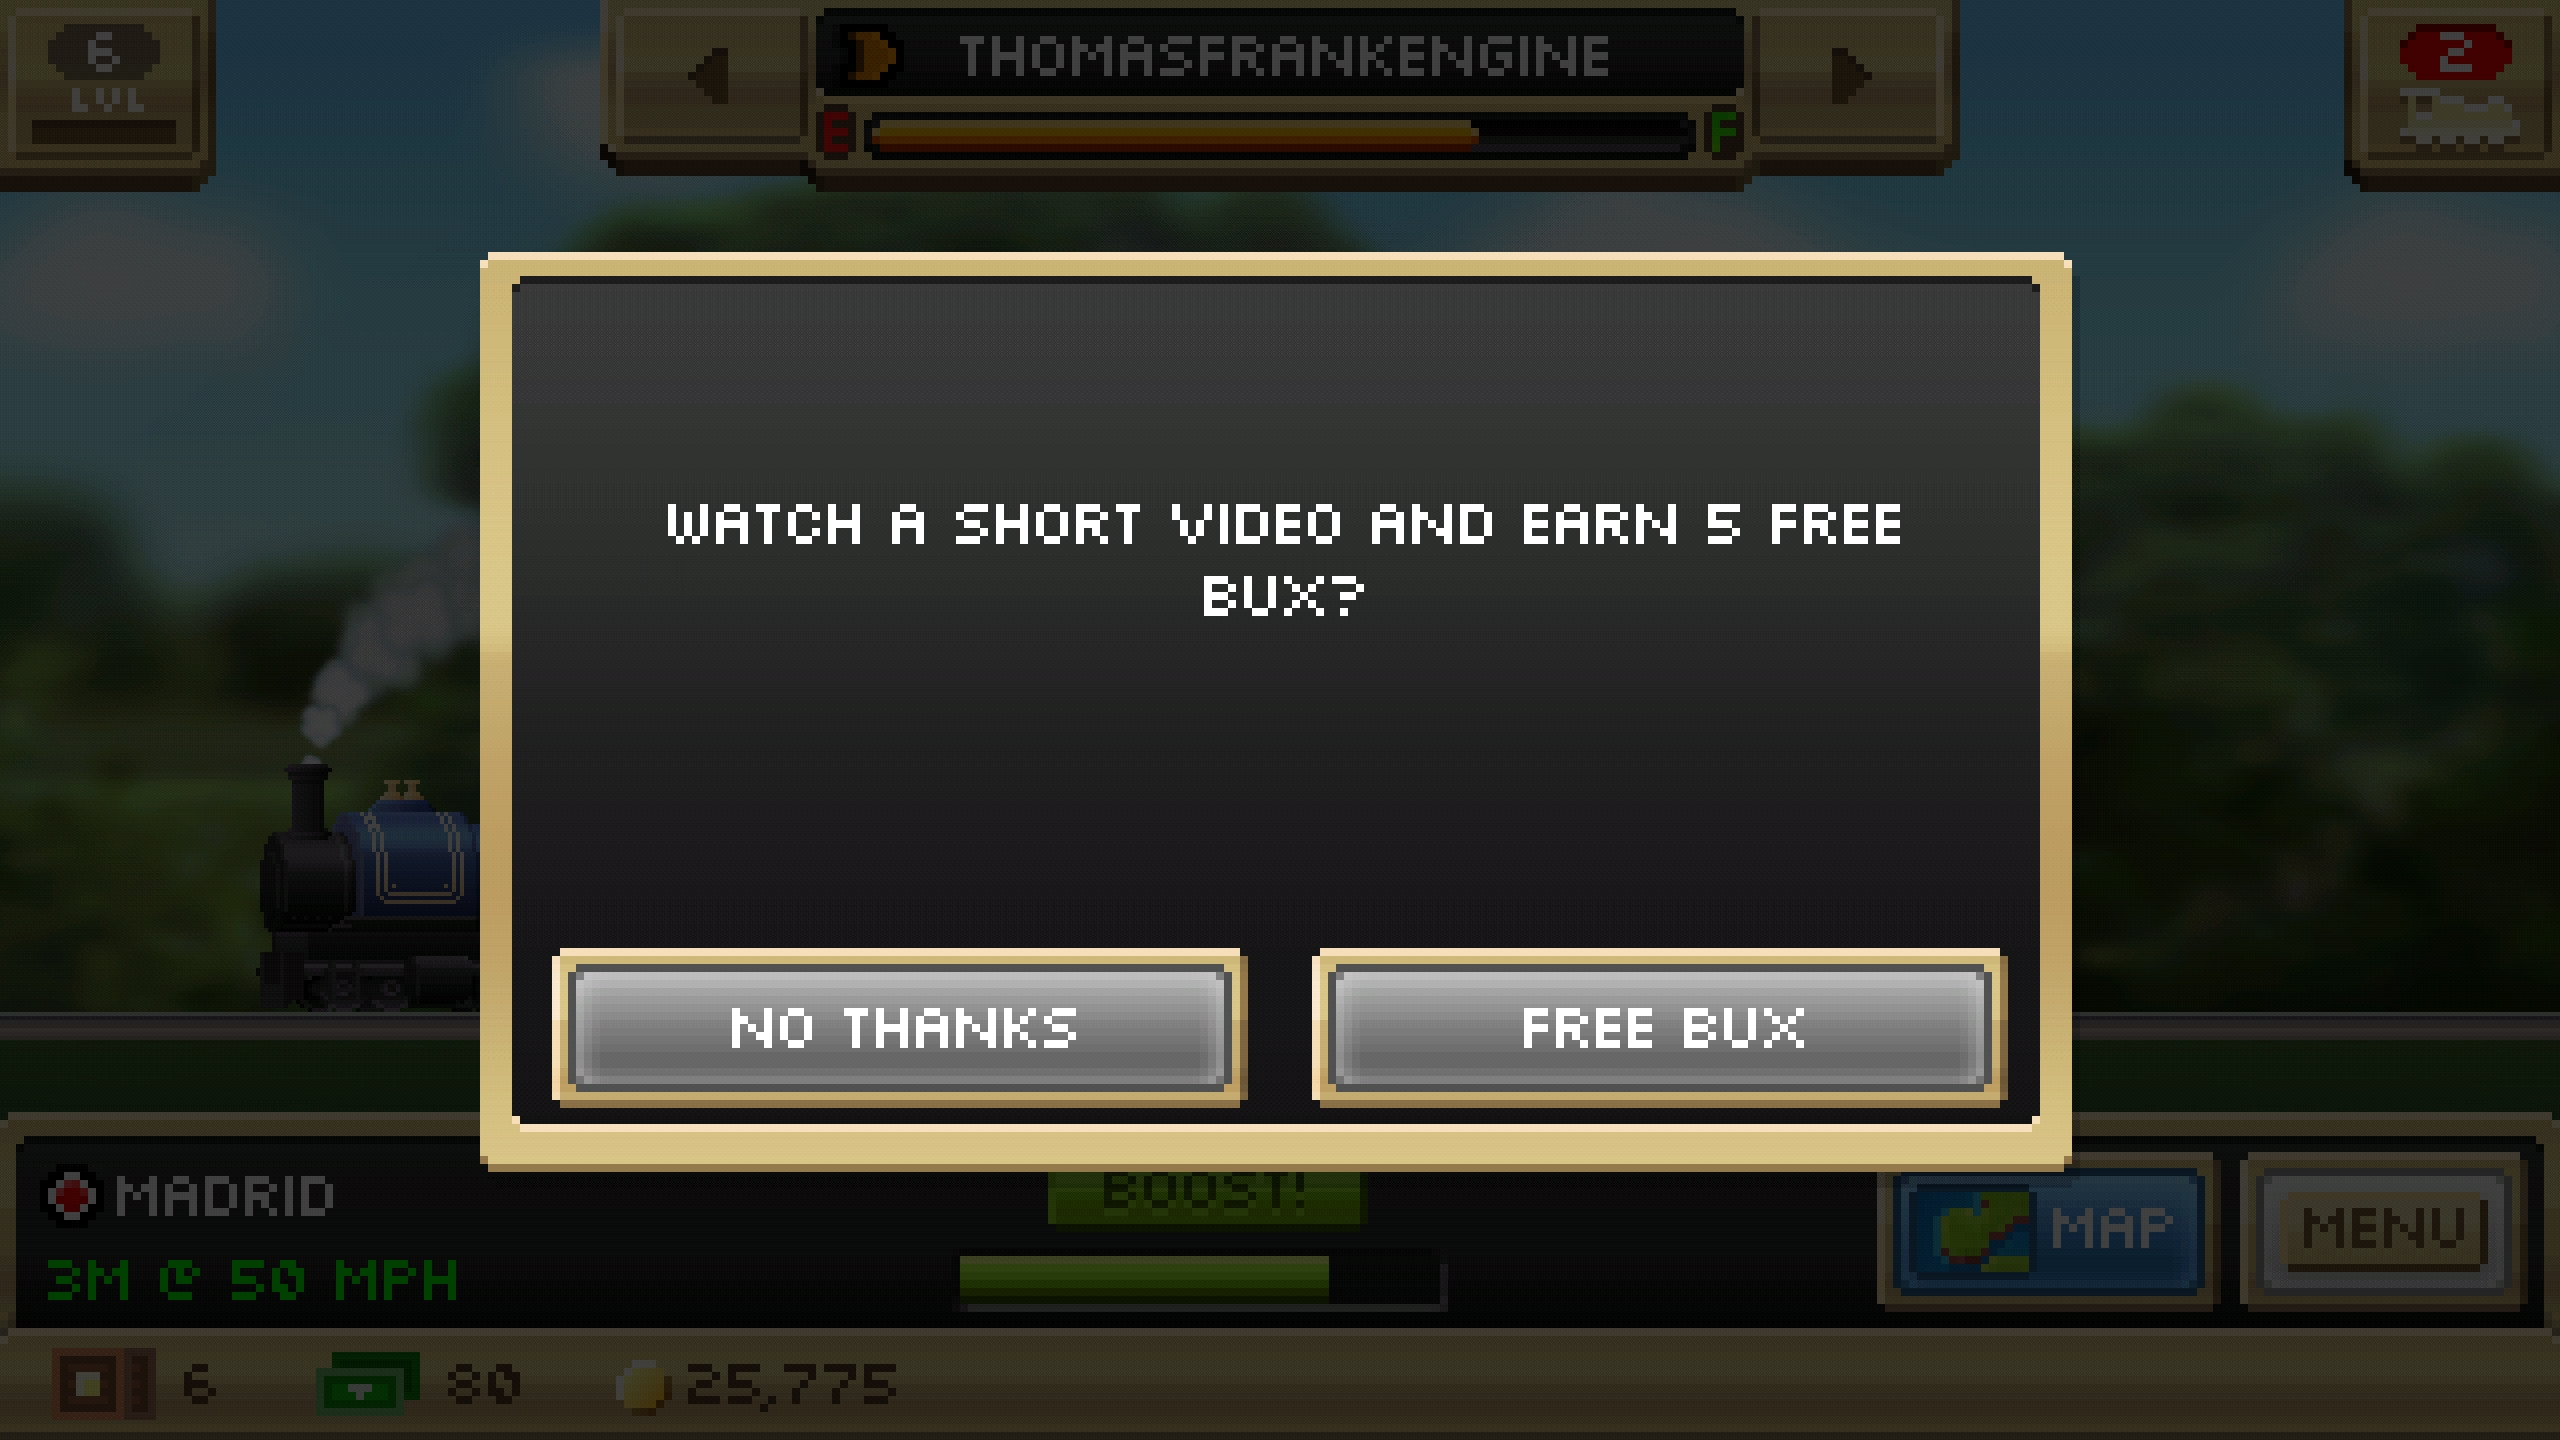 6
LVL
THOMASFRANKENGINE
E
F
2
WATCH A SHORT VIDEO AND EARN 5 FREE
BUX?
NO THANKS
FREE BUX
MADRID
3M @ 50 MPH
BOOST!
MAP
MENU
6
80
25,775